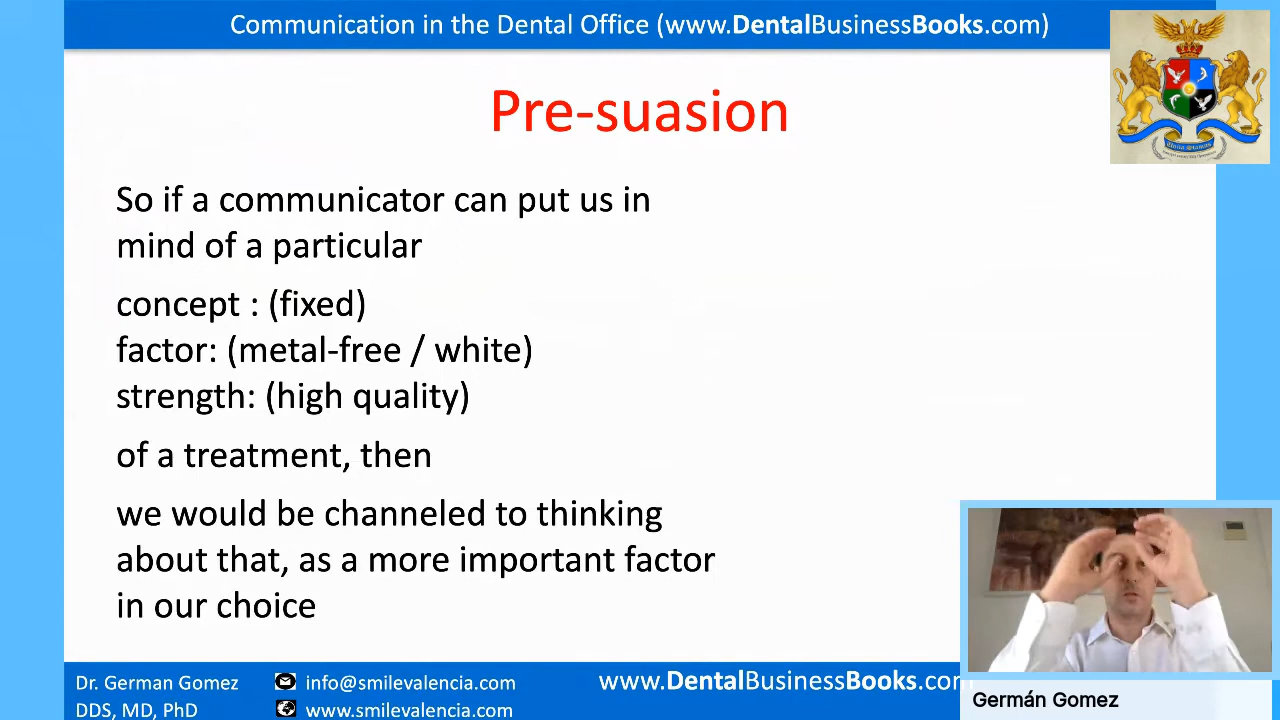 Communication in the Dental Office (www.DentalBusinessBooks.com)
Pre-suasion
So if a communicator can put us in
mind of a particular
concept : (fixed)
factor: (metal-free / white)
strength: (high quality)
of a treatment, then
we would be channeled to thinking
about that, as a more important factor
in our choice
Unita Stamus
Dr. German Gomez
DDS, MD, PhD
info@smilevalencia.com
www.smilevalencia.com
www.DentalBusinessBooks.com
Germán Gomez